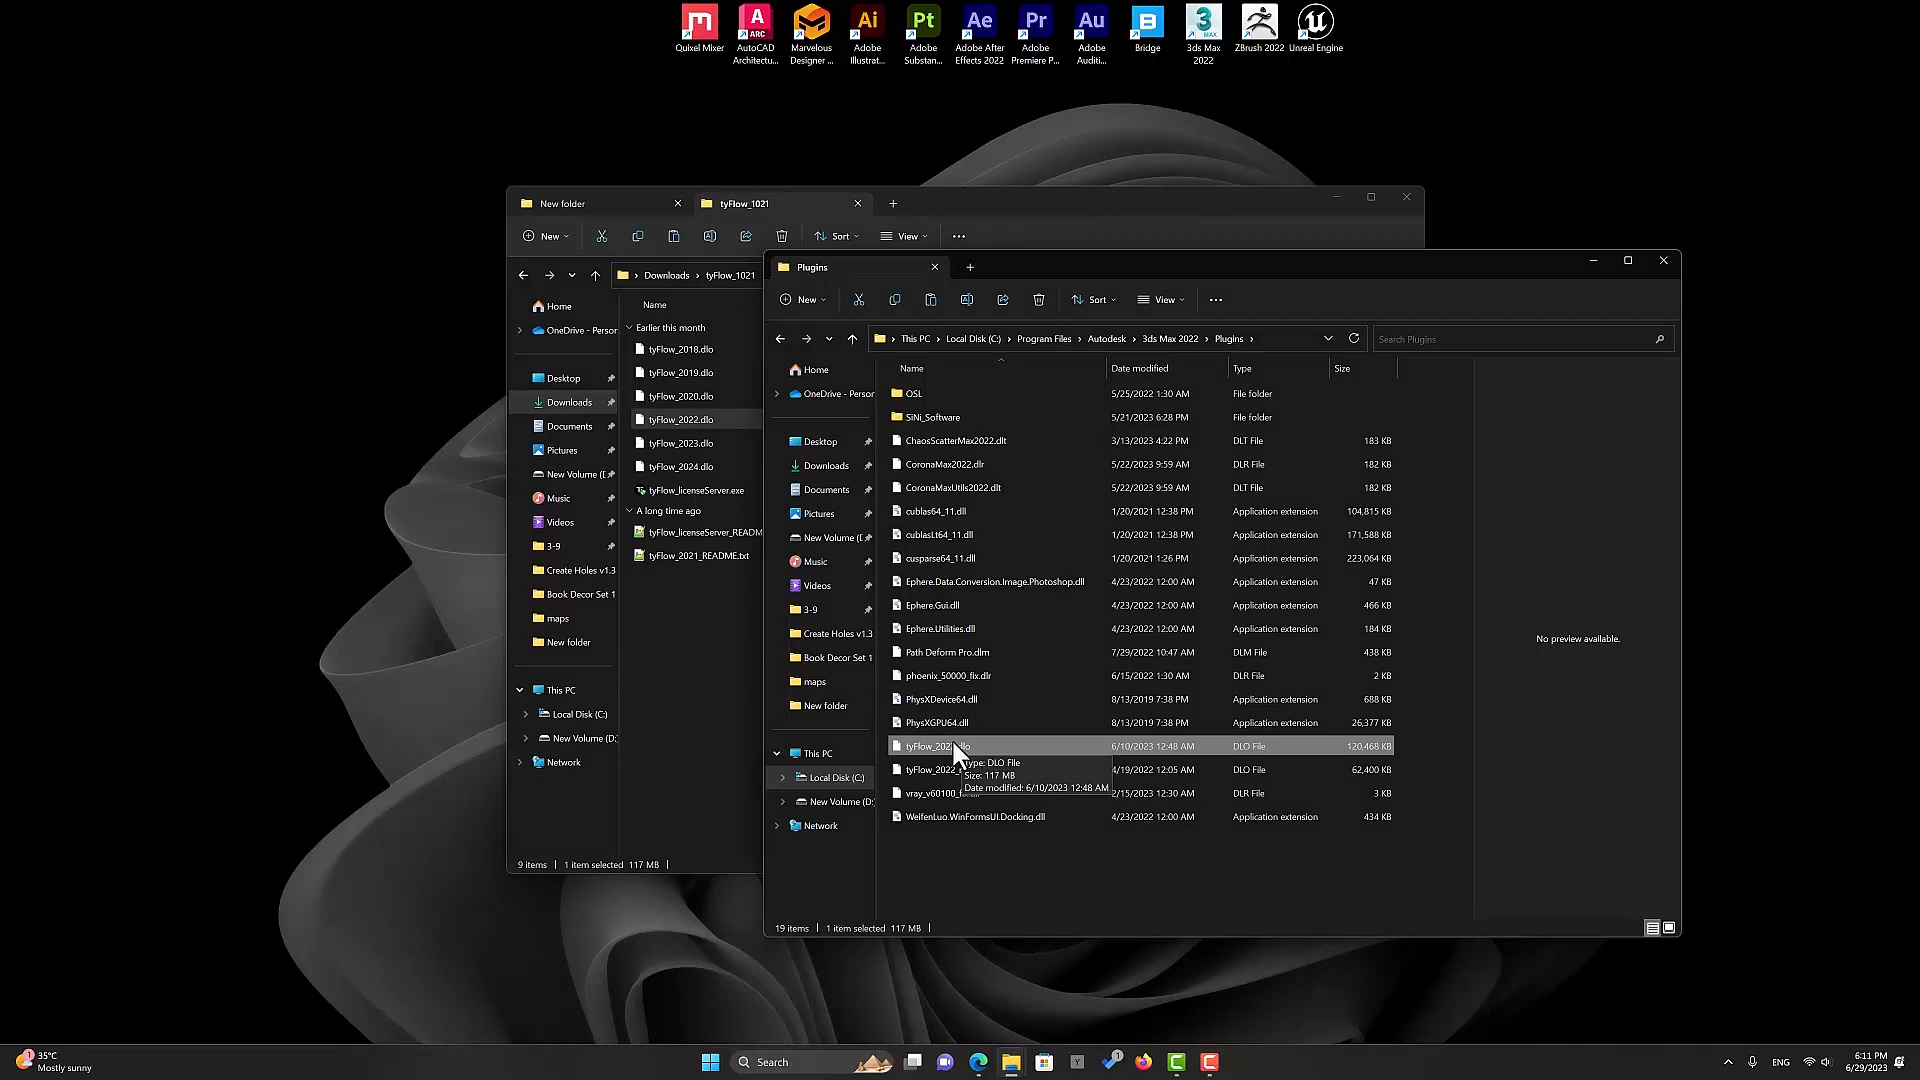 Quixel Mixer
AutoCAD Architectu...
Marvelous Designer ...
Adobe Illustrat...
Adobe Substan...
Adobe After Effects 2022
Adobe Premiere P...
Adobe Auditi...
Bridge
3ds Max 2022
ZBrush 2022
Unreal Engine
New folder
tyFlow_1021
New
Sort
View
Downloads
tyFlow_1021
Home
OneDrive - Person
Desktop
Downloads
Documents
Pictures
New Volume (D
Music
Videos
3-9
Create Holes v1.3
Book Decor Set 1
maps
New folder
This PC
Local Disk (C:)
New Volume (D:
Network
Name
Earlier this month
tyFlow_2018.dlo
tyFlow_2019.dlo
tyFlow_2020.dlo
tyFlow_2022.dlo
tyFlow_2023.dlo
tyFlow_2024.dlo
tyFlow_licenseServer.exe
A long time ago
tyFlow_licenseServer_README
tyFlow_2021_README.txt
9 items
1 item selected 117 MB
Plugins
New
Sort
View
This PC
Local Disk (C:)
Program Files
Autodesk
3ds Max 2022
Plugins
Search Plugins
Home
OneDrive - Person
Desktop
Downloads
Documents
Pictures
New Volume (D
Music
Videos
3-9
Create Holes v1.3
Book Decor Set 1
maps
New folder
This PC
Local Disk (C:)
New Volume (D:
Network
Name Date modified Type Size
OSL 5/25/2022 1:30 AM File folder
SiNi_Software 5/21/2023 6:28 PM File folder
ChaosScatterMax2022.dlt 3/13/2023 4:22 PM DLT File 183 KB
CoronaMax2022.dlr 5/22/2023 9:59 AM DLR File 182 KB
CoronaMaxUtils2022.dlt 5/22/2023 9:59 AM DLT File 182 KB
cublas64_11.dll 1/20/2021 12:38 PM Application extension 104,815 KB
cublasLt64_11.dll 1/20/2021 12:38 PM Application extension 171,588 KB
cusparse64_11.dll 1/20/2021 1:26 PM Application extension 223,064 KB
Ephere.Data.Conversion.Image.Photoshop.dll 4/23/2022 12:00 AM Application extension 47 KB
Ephere.Gui.dll 4/23/2022 12:00 AM Application extension 466 KB
Ephere.Utilities.dll 4/23/2022 12:00 AM Application extension 184 KB
Path Deform Pro.dlm 7/29/2022 10:47 AM DLM File 438 KB
phoenix_50000_fix.dlr 6/15/2022 1:30 AM DLR File 2 KB
PhysXDevice64.dll 8/13/2019 7:38 PM Application extension 688 KB
PhysXGPU64.dll 8/13/2019 7:38 PM Application extension 26,377 KB
6/10/2023 12:48 AM DLO File 120,468 KB
tyFlow_2022 4/19/2022 12:05 AM DLO File 62,400 KB
vray_v60100 2/15/2023 12:30 AM DLR File 3 KB
WeifenLuo.WinFormsUI.Docking.dll 4/23/2022 12:00 AM Application extension 434 KB
Type: DLO File
Size: 117 MB
Date modified: 6/10/2023 12:48 AM
No preview available.
19 items
1 item selected 117 MB
35°C
Mostly sunny
Search
ENG
6:11 PM
6/29/2023